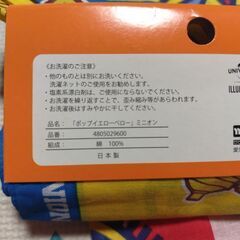 〈お洗濯のご注意〉
・他のものとは別にお洗いください。
洗濯ネットのご使用をおすすめします。
・塩素系漂白剤は、ご使用にならないでください。
・お洗濯を繰り返すことで、歪み縮み等がおこります。
・お洗濯後はすみやかに干してください。
品名:「ポップイエローベロー」ミニオン
品番: 4805029600
組成: 綿 100%
日本製
UNIV
ILLUM